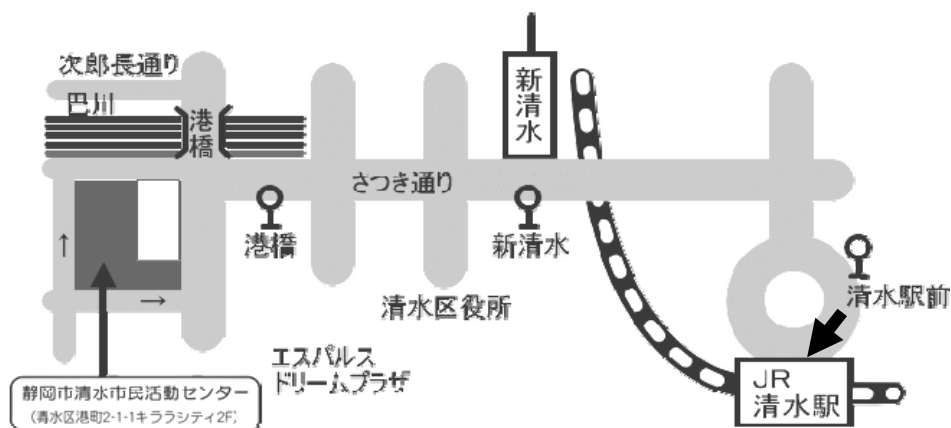 次郎長通り
巴川
港橋
新清水
さつき通り
港橋
新清水
清水駅前
清水区役所
エスパルス
ドリームプラザ
JR
清水駅
静岡市清水市民活動センター
（清水区港町2-1-1キララシティ2F）